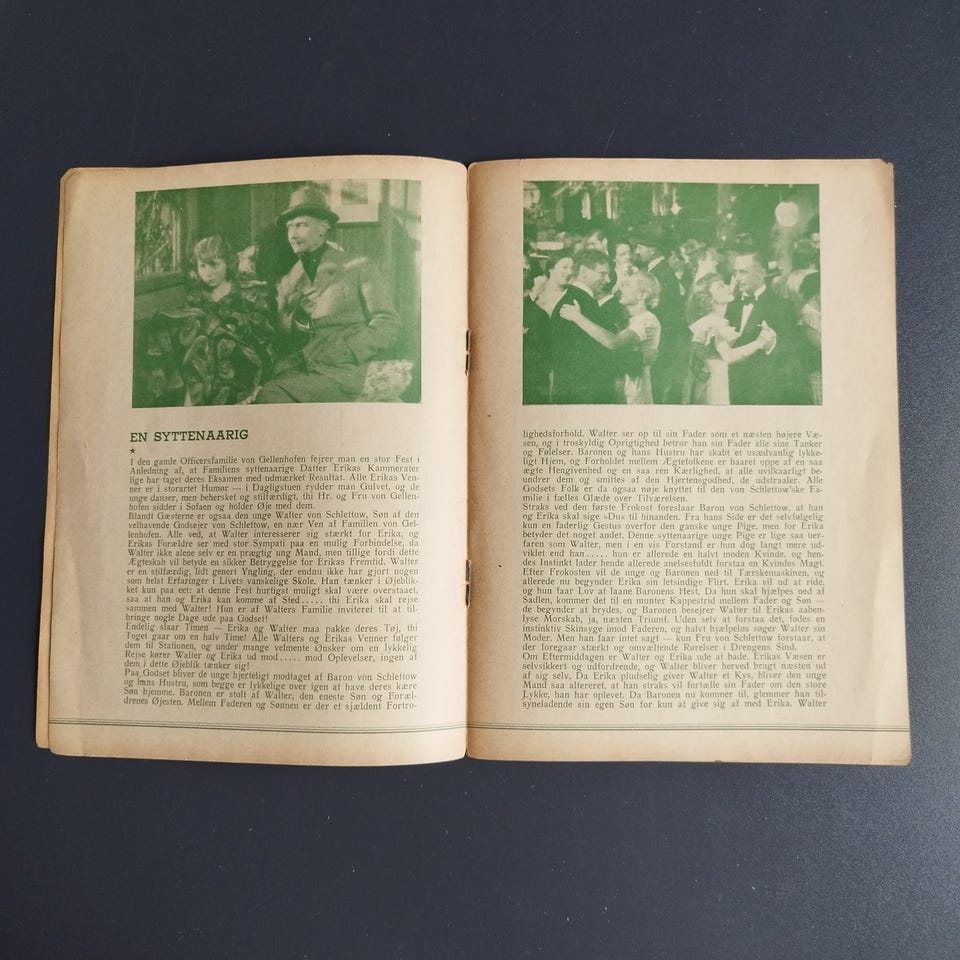 EN SYTTENAARIG
★
I den gamle Officersfamilie von Gellenhofen fejrer man en stor Fest i
Anledning af, at Familiens syttenaarige Datter Erikas Kammerater
lige har taget deres Eksamen med udmærket Resultat. Alle Erikas Ven-
ner er i storartet Humør — i Dagligstuen rydder man Gulvet, og de
unge danser, men behersket og stilfærdigt, thi Hr. og Fru von Gellen-
hofen sidder i Sofaen og holder Øje med dem.
Blandt Gæsterne er ogsaa den unge Walter von Schlettow, Søn af den
velhavende Godsejer von Schlettow, en nær Ven af Familien von Gel-
lenhofen. Alle ved, at Walter interesserer sig stærkt for Erika, og
Erikas Forældre ser med stor Sympati paa en mulig Forbindelse, da
Walter ikke alene selv er en prægtig ung Mand, men tillige fordi dette
Ægteskab vil betyde en sikker Betryggelse for Erikas Fremtid. Walter
er en stilfærdig, lidt genert Yngling, der endnu ikke har gjort nogen
som helst Erfaringer i Livets vanskelige Skole. Han tænker i Øjeblik-
ket kun paa eet: at denne Fest hurtigst muligt skal være overstaaet,
saa at han og Erika kan komme af Sted ..... thi Erika skal rejse
sammen med Walter! Hun er af Walters Familie inviteret til at til-
bringe nogle Dage ude paa Godset!
Endelig slaar Timen — Erika og Walter maa pakke deres Tøj, thi
Toget gaar om en halv Time! Alle Walters og Erikas Venner følger
dem til Stationen, og under mange velmente Ønsker om en lykkelig
Rejse kører Walter og Erika ud mod ..... mod Oplevelser, ingen af
dem i dette Øjeblik tænker sig!
Paa Godset bliver de unge hjerteligt modtaget af Baron von Schlettow
og hans Hustru, som begge er lykkelige over igen at have deres kære
Søn hjemme. Baronen er stolt af Walter, den eneste Søn og Foræl-
drenes Øjesten. Mellem Faderen og Sønnen er der et sjældent Fortro-
lighedsforhold. Walter ser op til sin Fader som et næsten højere Væ-
sen, og i troskyldig Oprigtighed betror han sin Fader alle sine Tanker
og Følelser. Baronen og hans Hustru har skabt et usædvanlig lykke-
ligt Hjem, og Forholdet mellem Ægtefolkene er baaret oppe af en saa
ægte Hengivenhed og en saa ren Kærlighed, at alle uvilkaarligt be-
undrer dem og smittes af den Hjertensgodhed, de udstraaler. Alle
Godsets Folk er da ogsaa nøje knyttet til den von Schlettow'ske Fa-
milie i fælles Glæde over Tilværelsen.
Straks ved den første Frokost foreslaar Baron von Schlettow, at han
og Erika skal sige »Du« til hinanden. Fra hans Side er det selvfølgelig
kun en faderlig Gestus overfor den ganske unge Pige, men for Erika
betyder det noget andet. Denne syttenaarige unge Pige er lige saa uer-
faren som Walter, men i en vis Forstand er hun dog langt mere ud-
viklet end han ..... hun er allerede en halvt moden Kvinde, og hen-
des Instinkt lader hende allerede anelsesfuldt forstaa en Kvindes Magt.
Efter Frokosten vil de unge og Baronen ned til Tærskemaskinen, og
allerede nu begynder Erika sin letsindige Flirt. Erika vil ud at ride,
og hun faar Lov at laane Baronens Hest. Da hun skal hjælpes ned af
Sadlen, kommer det til en munter Kappestrid mellem Fader og Søn —
de begynder at brydes, og Baronen besejrer Walter til Erikas aaben-
lyse Morskab, ja, næsten Triumf. Uden selv at forstaa det, fødes en
instinktiv Skinsyge imod Faderen, og halvt hjælpeløs søger Walter sin
Moder. Men han faar intet sagt — kun Fru von Schlettow forstaar, at
der foregaar stærkt og omvæltende Rørelser i Drengens Sind.
Om Eftermiddagen er Walter og Erika ude at bade. Erikas Væsen er
selvsikkert og udfordrende, og Walter bliver herved bragt næsten ud
af sig selv. Da Erika pludselig giver Walter et Kys, bliver den unge
Mand saa altereret, at han straks vil fortælle sin Fader om den store
Lykke, han har oplevet. Da Baronen nu kommer til, glemmer han til-
syneladende sin egen Søn for kun at give sig af med Erika. Walter